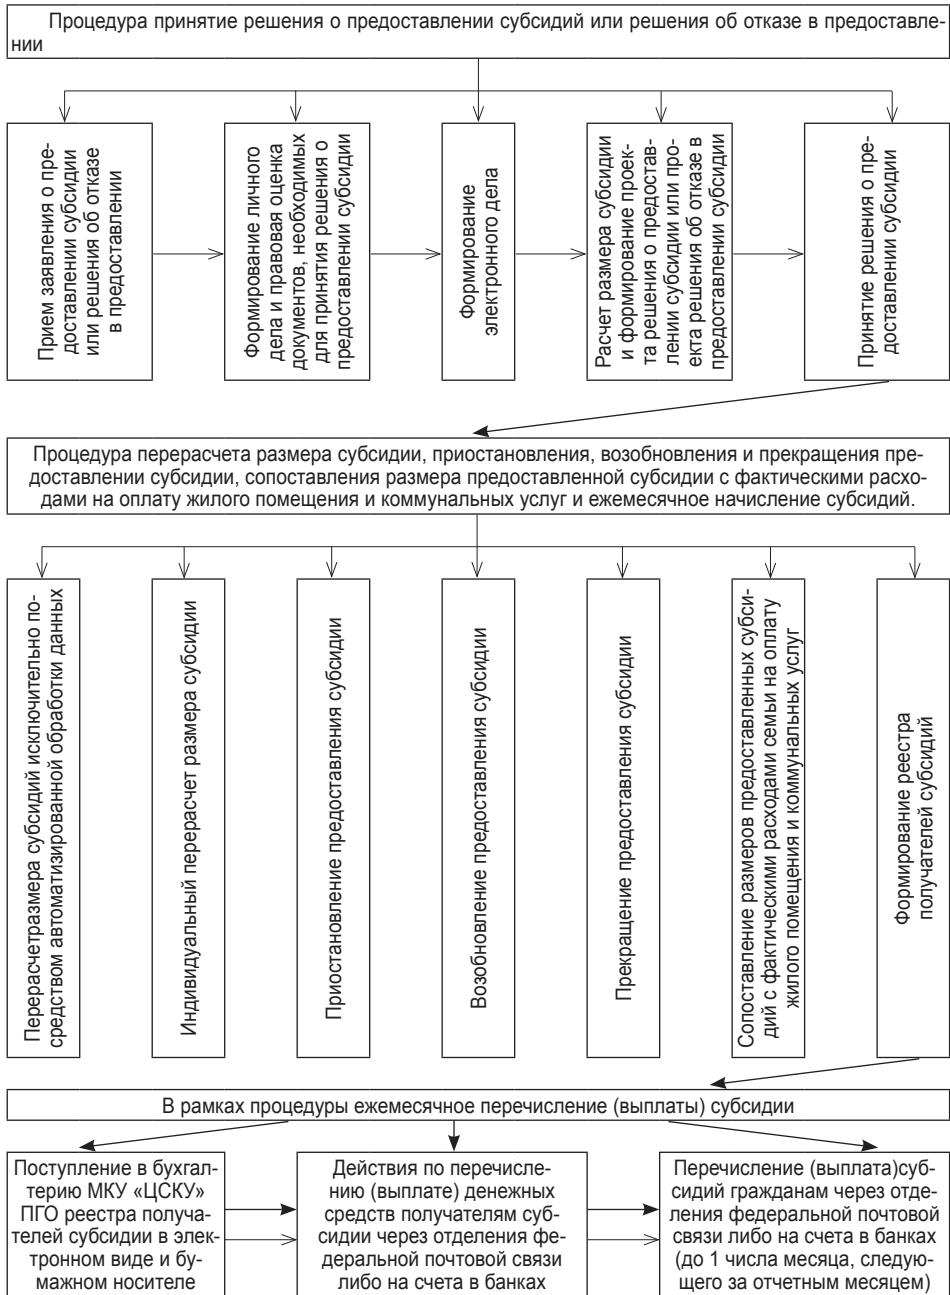 Процедура принятие решения о предоставлении субсидий или решения об отказе в предоставле-
нии
Прием заявления о пре-
доставлении субсидии
или решения об отказе
в предоставлении
Формирование личного
дела и правовая оценка
документов, необходимых
для принятия решения о
предоставлении субсидии
Формирование
электронного дела
Расчет размера субсидии
и формирование проек-
та решения о предостав-
лении субсидии или про-
екта решения об отказе в
предоставлении субсидии
Принятие решения о пре-
доставлении субсидии
Процедура перерасчета размера субсидии, приостановления, возобновления и прекращения пре-
доставлении субсидии, сопоставления размера предоставленной субсидии с фактическими расхо-
дами на оплату жилого помещения и коммунальных услуг и ежемесячное начисление субсидий.
Перерасчетразмера субсидий исключительно по-
средством автоматизированной обработки данных
Индивидуальный перерасчет размера субсидии
Приостановление предоставления субсидии
Возобновление предоставления субсидии
Прекращение предоставления субсидии
Сопоставление размеров предоставленных субси-
дий с фактическими расходами семьи на оплату
жилого помещения и коммунальных услуг
Формирование реестра
получателей субсидий
В рамках процедуры ежемесячное перечисление (выплаты) субсидии
Поступление в бухгал-
терию МКУ «ЦСКУ»
ПГО реестра получа-
телей субсидии в элек-
тронном виде и бу-
мажном носителе
Действия по перечисле-
нию (выплате) денежных
средств получателям суб-
сидии через отделения фе-
деральной почтовой связи
либо на счета в банках
Перечисление (выплата)суб-
сидий гражданам через отде-
ления федеральной почтовой
связи либо на счета в банках
(до 1 числа месяца, следую-
щего за отчетным месяцем)